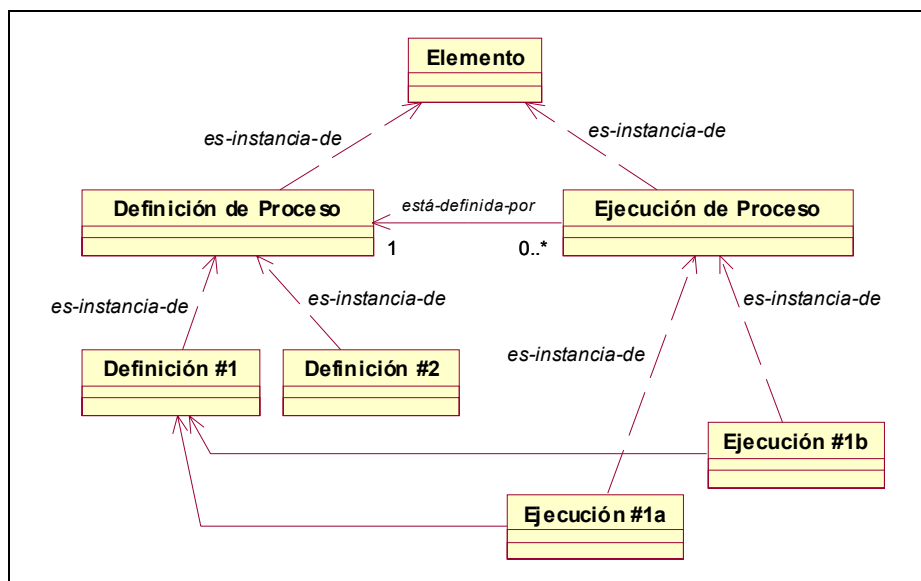 Elemento
es-instancia-de
es-instancia-de
Definición de Proceso
está-definida-por
Ejecución de Proceso
1
0..*
es-instancia-de
es-instancia-de
es-instancia-de
es-instancia-de
Definición #1
Definición #2
Ejecución #1b
Ejecución #1a